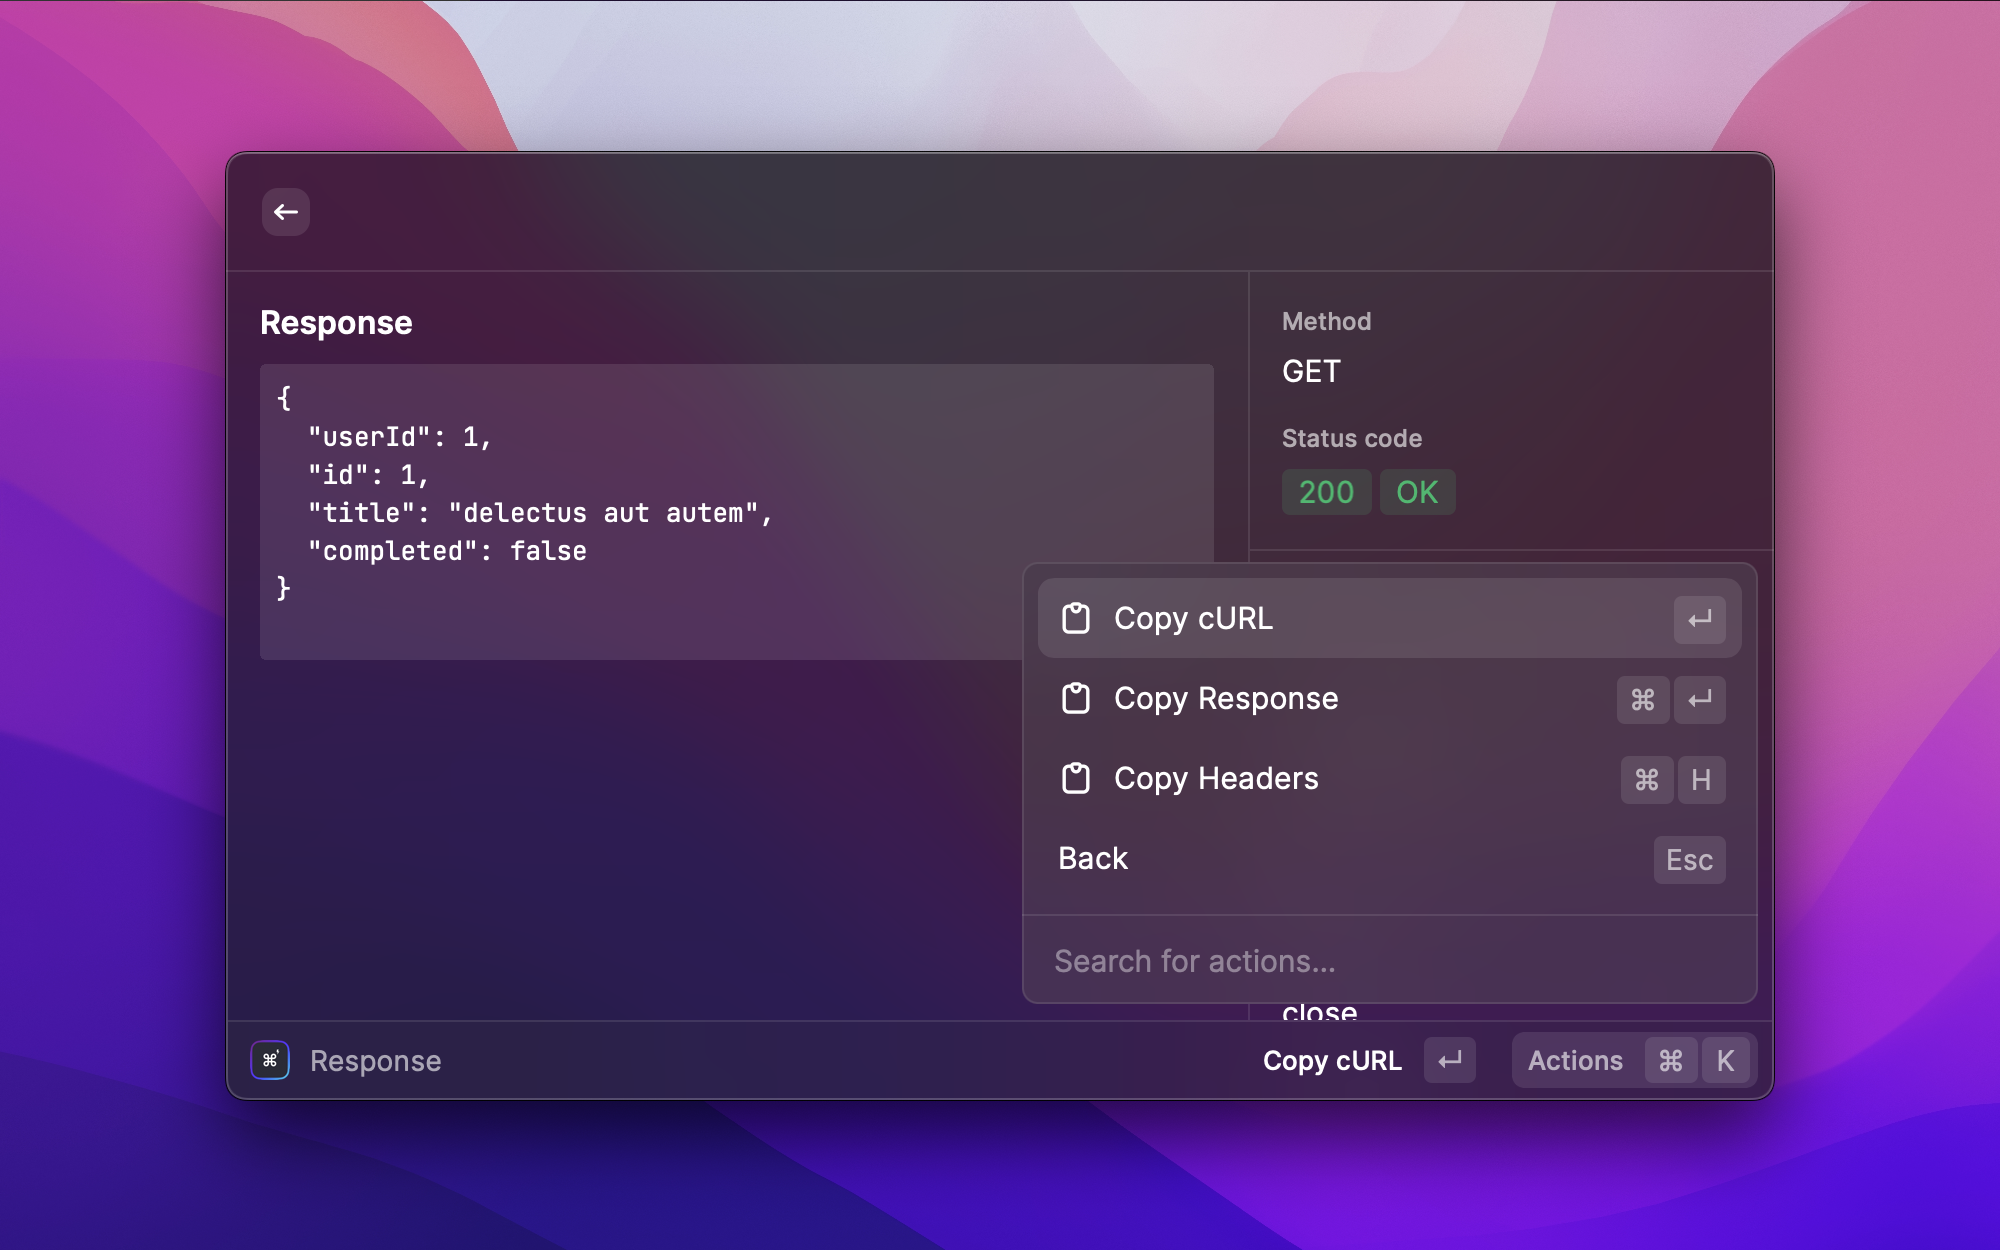 Response
{
  "userId": 1,
  "id": 1,
  "title": "delectus aut autem",
  "completed": false
}
Method
GET
Status code
200 OK
Copy cURL ↵
Copy Response ⌘ ↵
Copy Headers ⌘ H
Back Esc
Search for actions...
close
⌘ Response
Copy cURL ↵ Actions ⌘ K